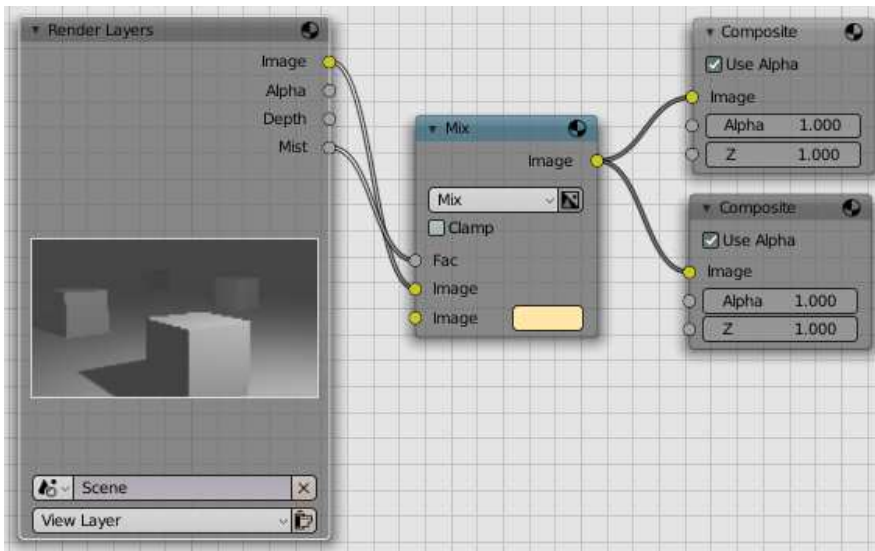 Render Layers
Image
Alpha
Depth
Mist
Scene
View Layer
Mix
Image
Mix
Clamp
Fac
Image
Image
Composite
Use Alpha
Image
Alpha 1.000
Z 1.000
Composite
Use Alpha
Image
Alpha 1.000
Z 1.000